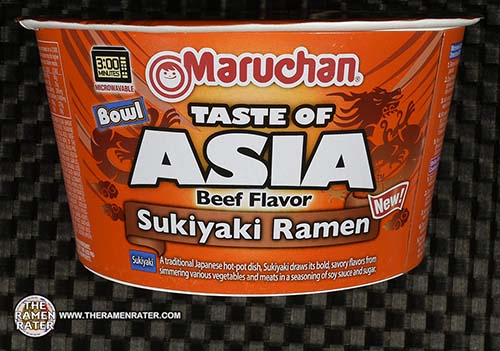 3:00
MINUTES
MICROWAVABLE
Maruchan®
Bowl
TASTE OF
ASIA
Beef Flavor
Sukiyaki Ramen
New!
Sukiyaki
A traditional Japanese hot-pot dish, Sukiyaki draws its bold, savory flavors from
simmering various vegetables and meats in a seasoning of soy sauce and sugar.
THE
RAMEN
RATER
WWW.THERAMENRATER.COM